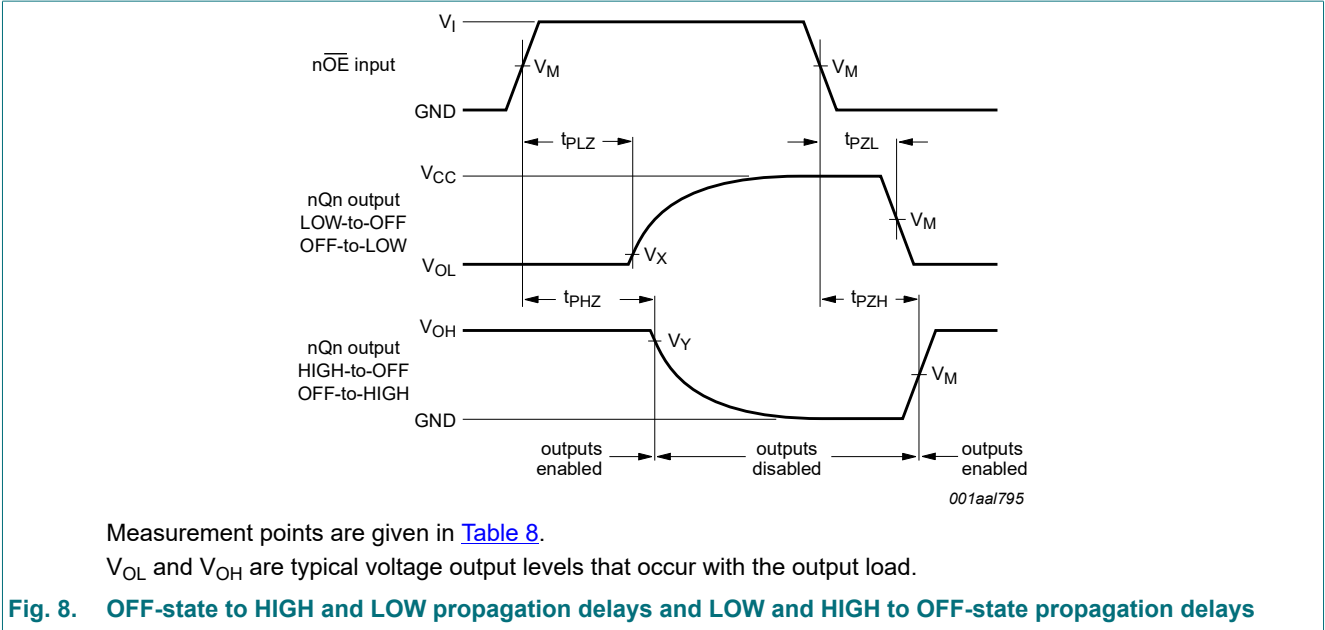 V_I
nO̅E̅ input
V_M
V_M
GND
t_PLZ
t_PZL
V_CC
nQn output
LOW-to-OFF
OFF-to-LOW
V_M
V_X
V_OL
t_PHZ
t_PZH
V_OH
nQn output
HIGH-to-OFF
OFF-to-HIGH
V_Y
V_M
GND
outputs
enabled
outputs
disabled
outputs
enabled
001aal795
Measurement points are given in Table 8.
V_OL and V_OH are typical voltage output levels that occur with the output load.
Fig. 8. OFF-state to HIGH and LOW propagation delays and LOW and HIGH to OFF-state propagation delays